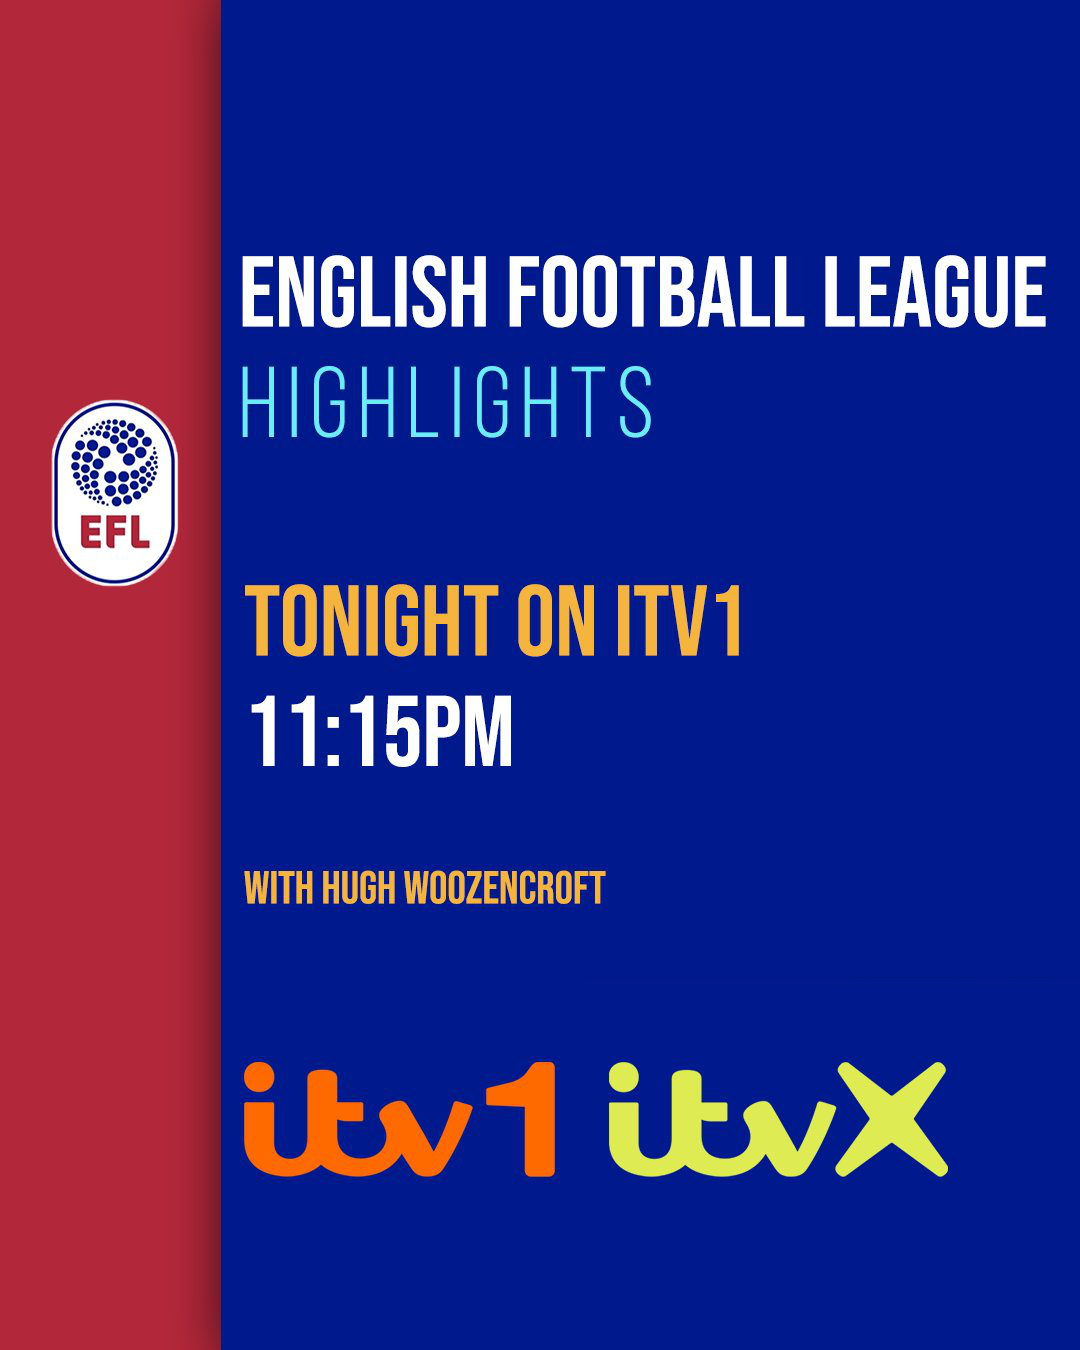 ENGLISH FOOTBALL LEAGUE
HIGHLIGHTS
EFL
TONIGHT ON ITV1
11:15PM
WITH HUGH WOOZENCROFT
itv1 itvX